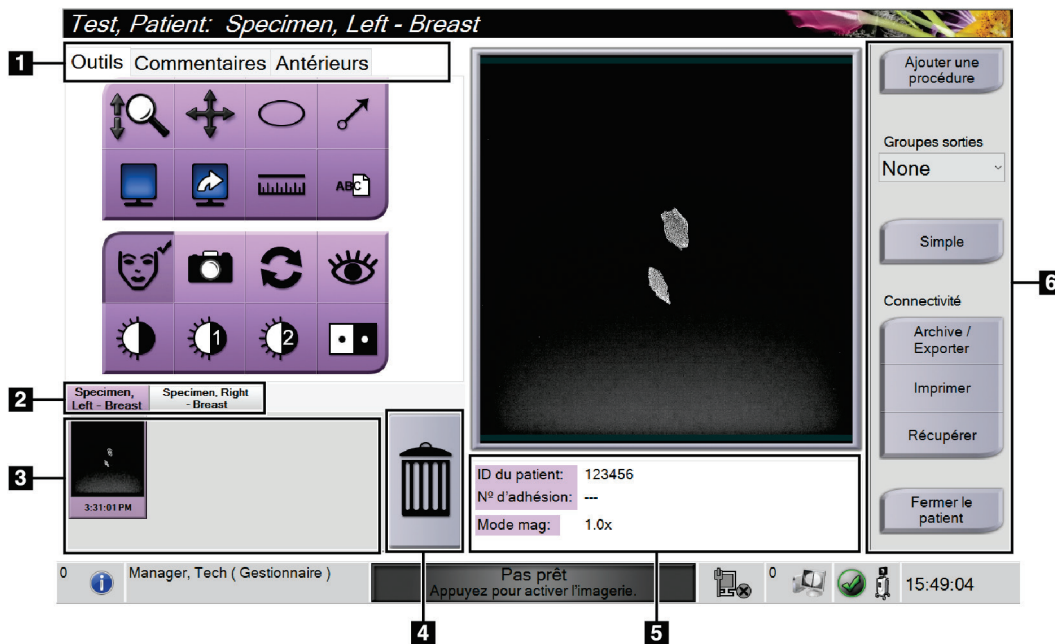 Test, Patient: Specimen, Left - Breast
1
Outils Commentaires Antérieurs
ABC
1
2
2
Specimen,
Left - Breast
Specimen, Right
- Breast
3
3:31:01 PM
4
ID du patient: 123456
Nº d'adhésion: ---
Mode mag: 1.0x
5
Ajouter une
procédure
Groupes sorties
None
Simple
Connectivité
Archive /
Exporter
Imprimer
Récupérer
Fermer le
patient
6
0
Manager, Tech ( Gestionnaire )
Pas prêt
Appuyez pour activer l'imagerie.
0
15:49:04